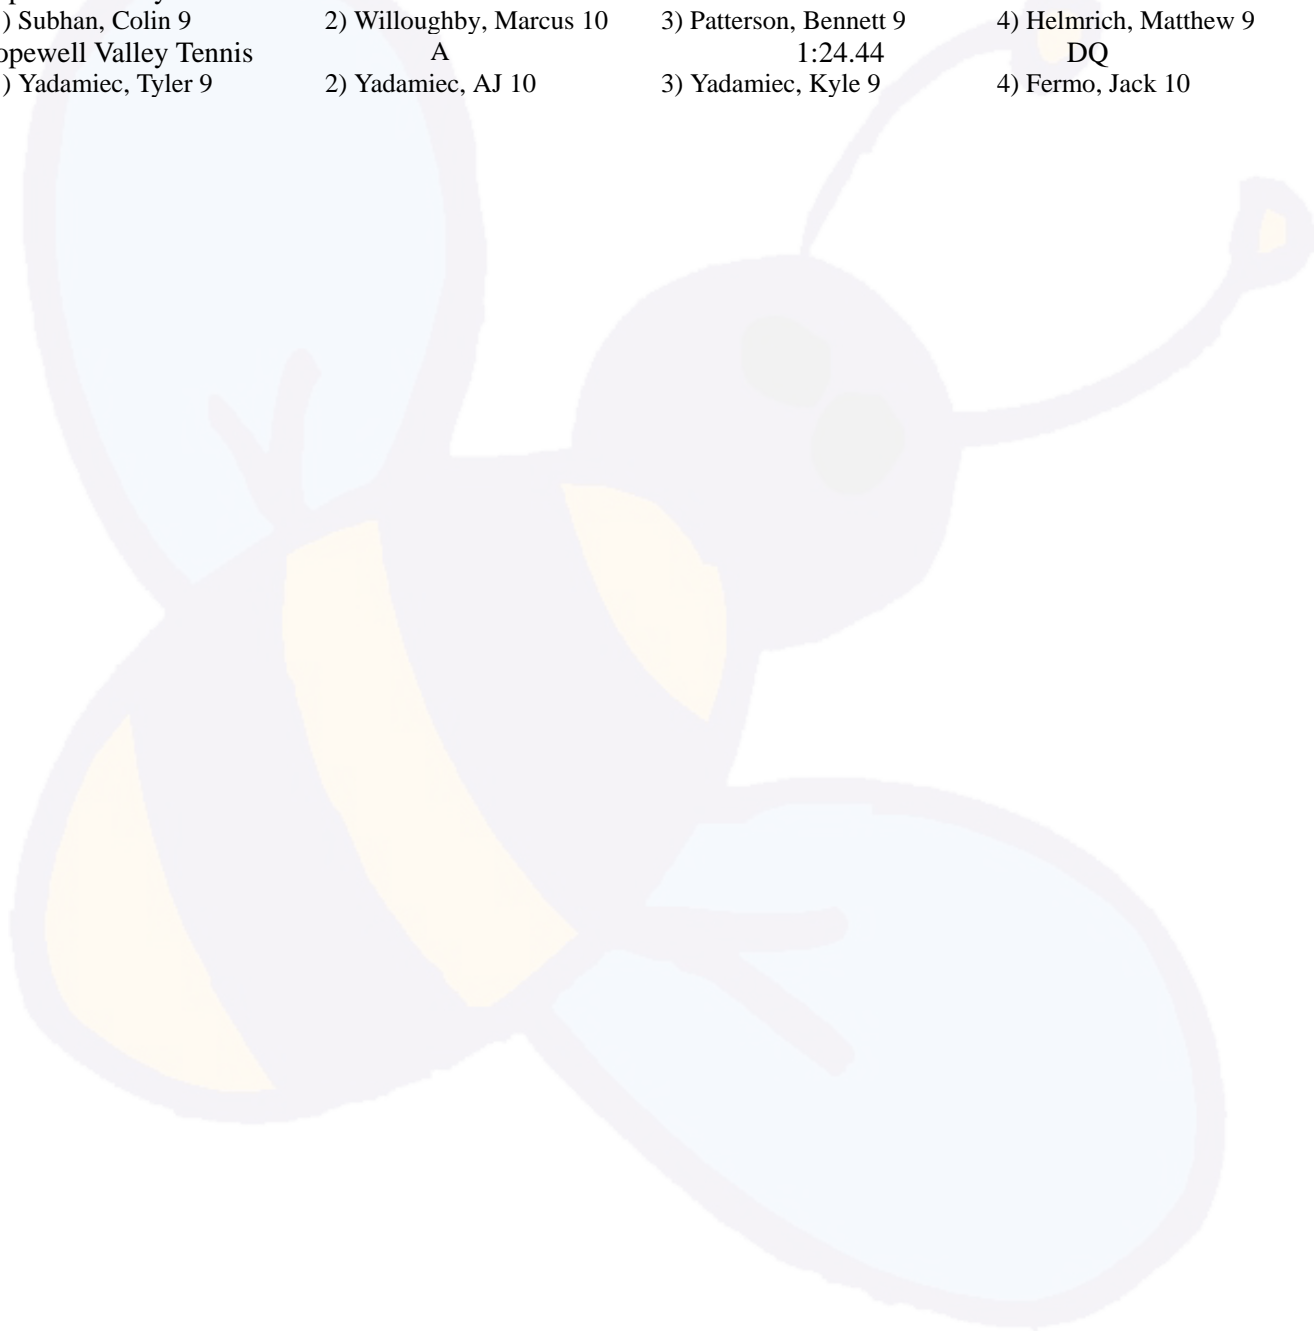 ) Subhan, Colin 9 2) Willoughby, Marcus 10 3) Patterson, Bennett 9 4) Helmrich, Matthew 9
opewell Valley Tennis A 1:24.44 DQ
) Yadamiec, Tyler 9 2) Yadamiec, AJ 10 3) Yadamiec, Kyle 9 4) Fermo, Jack 10